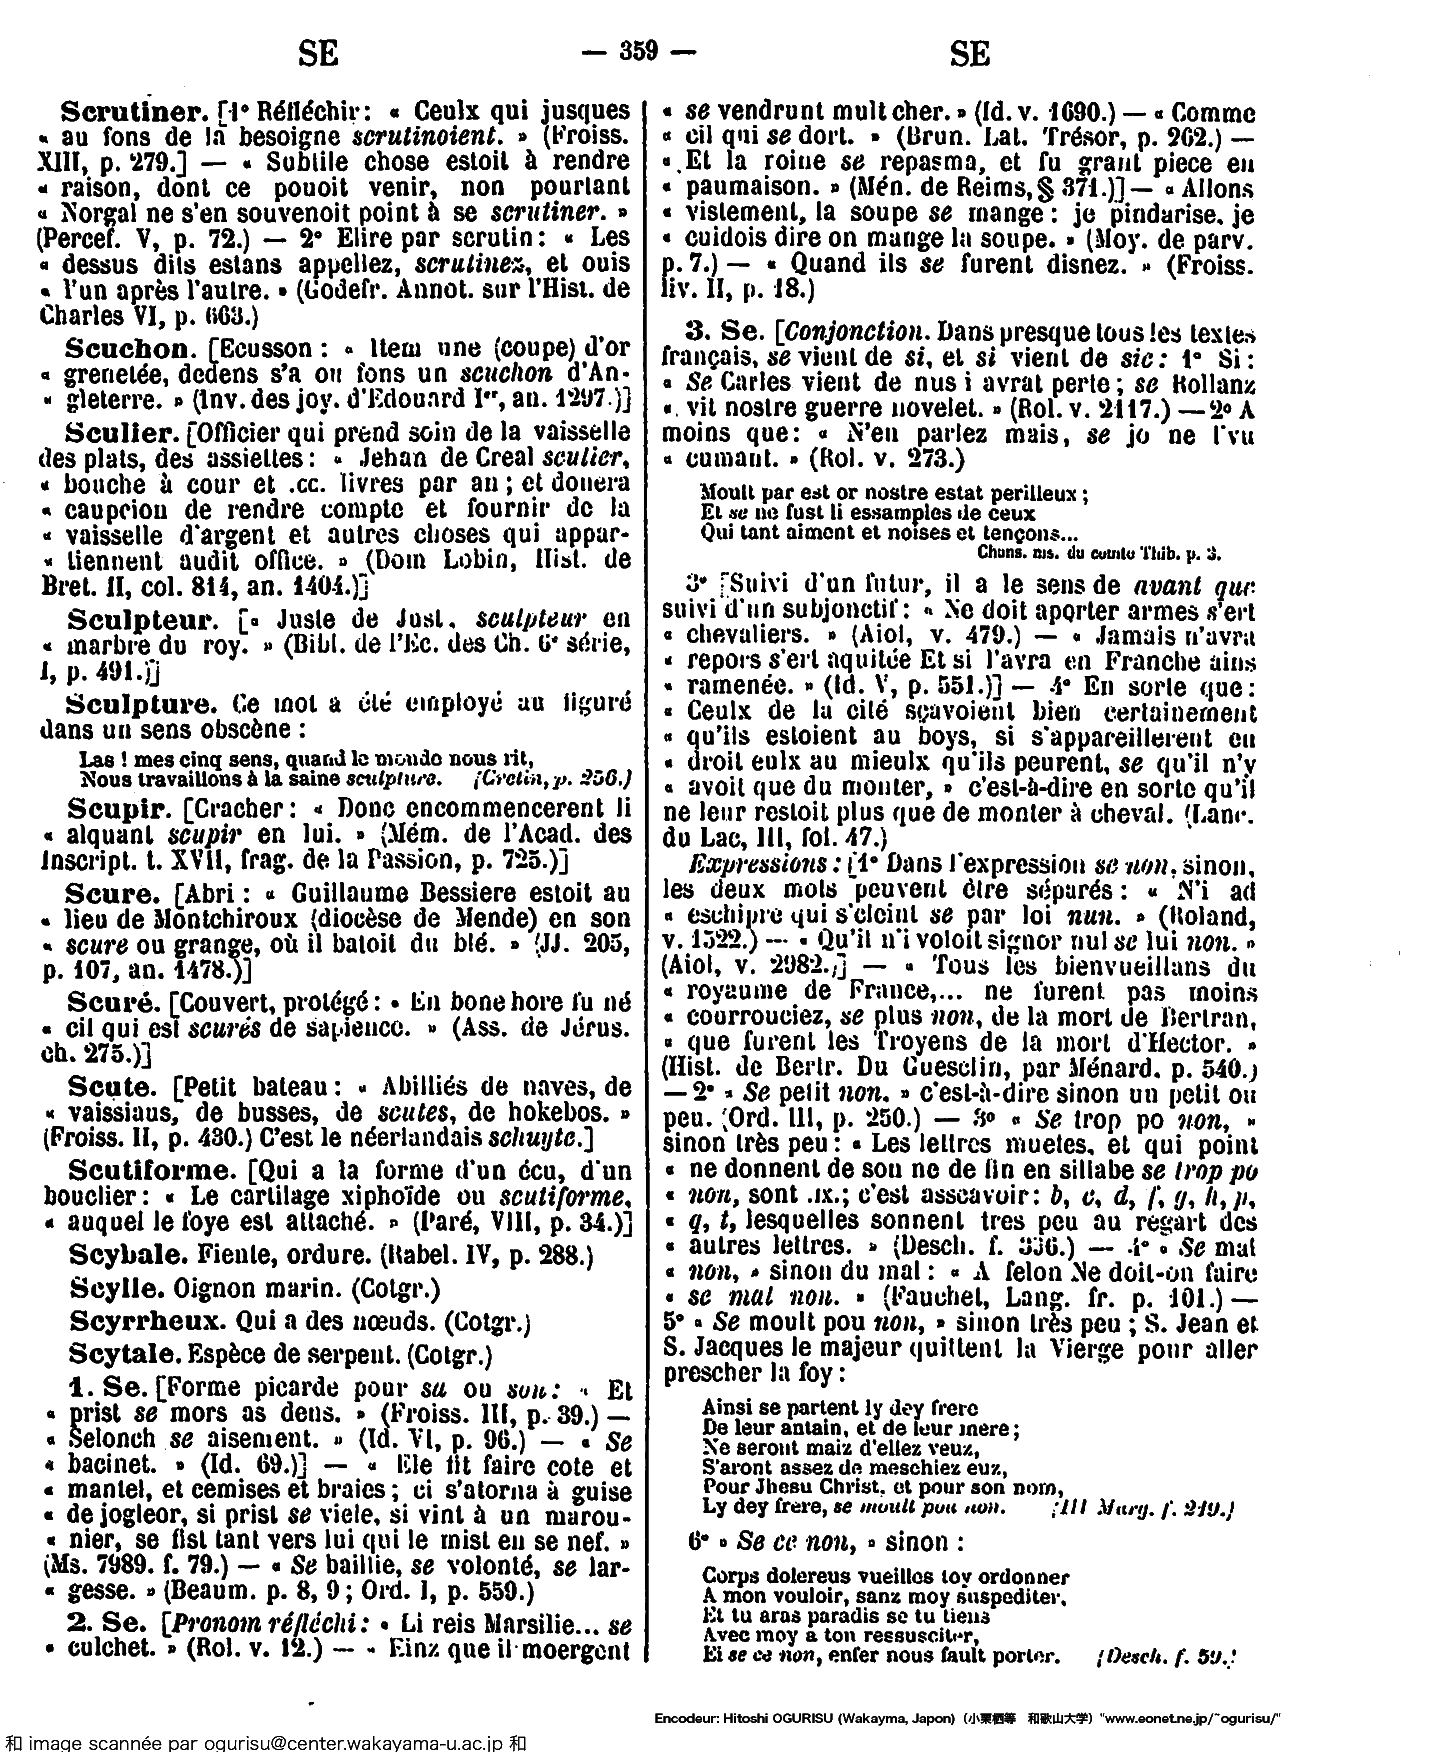 SE — 359 — SE
Scrutiner. [1° Réfléchir : « Ceulx qui jusques
« au fons de la besoigne scrutinoient. » (Froiss.
XIII, p. 279.] — « Subtile chose estoit à rendre
« raison, dont ce pouoit venir, non pourtant
« Norgal ne s'en souvenoit point à se scrutiner. »
(Percef. V, p. 72.) — 2° Elire par scrutin : « Les
« dessus dits estans appellez, scrutinez, et ouis
« l'un après l'autre. » (Godefr. Annot. sur l'Hist. de
Charles VI, p. 663.)
Scuchon. [Ecusson : « Item une (coupe) d'or
« grenetée, dedens s'a ou fons un scuchon d'An-
« gleterre. » (Inv. des joy. d'Edouard Ier, an. 1297.)]
Sculier. [Officier qui prend soin de la vaisselle
des plats, des assiettes : « Jehan de Creal sculier,
« bouche à cour et .cc. livres par an ; et donera
« caupcion de rendre compte et fournir de la
« vaisselle d'argent et autres choses qui appar-
« tiennent audit office. » (Dom Lobin, Hist. de
Bret. II, col. 814, an. 1404.)]
Sculpteur. [« Juste de Just, sculpteur en
« marbre du roy. » (Bibl. de l'Ec. des Ch. 6e série,
I, p. 491.)]
Sculpture. Ce mot a été employé au figuré
dans un sens obscène :
Las ! mes cinq sens, quand le monde nous rit,
Nous travaillons à la saine sculpture. (Cretin, p. 256.)
Scupir. [Cracher : « Donc encommencerent li
« alquant scupir en lui. » (Mém. de l'Acad. des
Inscript. t. XVII, frag. de la Passion, p. 725.)]
Scure. [Abri : « Guillaume Bessiere estoit au
« lieu de Montchiroux (diocèse de Mende) en son
« scure ou grange, où il batoit du blé. » (JJ. 205,
p. 107, an. 1478.)]
Scuré. [Couvert, protégé : « En bone hore fu né
« cil qui est scurés de sapience. » (Ass. de Jérus.
ch. 275.)]
Scute. [Petit bateau : « Abilliés de naves, de
« vaissiaus, de busses, de scutes, de hokebos. »
(Froiss. II, p. 430.) C'est le néerlandais schuyte.]
Scutiforme. [Qui a la forme d'un écu, d'un
bouclier : « Le cartilage xiphoïde ou scutiforme,
« auquel le foye est attaché. » (Paré, VIII, p. 34.)]
Scybale. Fiente, ordure. (Rabel. IV, p. 288.)
Scylle. Oignon marin. (Cotgr.)
Scyrrheux. Qui a des nœuds. (Cotgr.)
Scytale. Espèce de serpent. (Cotgr.)
1. Se. [Forme picarde pour sa ou son : « Et
« prist se mors as dens. » (Froiss. III, p. 39.) —
« Selonch se aisement. » (Id. VI, p. 96.) — « Se
« bacinet. » (Id. 69.)] — « Ele fit faire cote et
« mantel, et cemises et braies ; ci s'atorna à guise
« de jogleor, si prist se viele, si vint à un marou-
« nier, se fist tant vers lui qui le mist en se nef. »
(Ms. 7989. f. 79.) — « Se baillie, se volonté, se lar-
« gesse. » (Beaum. p. 8, 9 ; Ord. I, p. 559.)
2. Se. [Pronom réfléchi : « Li reis Marsilie... se
« culchet. » (Rol. v. 12.) — « Einz que il moergent
« se vendrunt mult cher. » (Id. v. 1690.) — « Comme
« cil qui se dort. » (Brun. Lat. Trésor, p. 262.) —
« Et la roine se repasma, et fu grant piece en
« paumaison. » (Mén. de Reims, § 371.)] — « Allons
« vistement, la soupe se mange : je pindarise, je
« cuidois dire on mange la soupe. » (Moy. de parv.
p. 7.) — « Quand ils se furent disnez. » (Froiss.
liv. II, p. 18.)
3. Se. [Conjonction. Dans presque tous les textes
français, se vient de si, et si vient de sic : 1° Si :
« Se Carles vient de nus i avrat perte ; se Rollanz
« vit nostre guerre novelet. » (Rol. v. 2117.) — 2° A
moins que : « N'en parlez mais, se jo ne l'vu
« cumant. » (Rol. v. 273.)
Moult par est or nostre estat perilleux ;
Et se ne fust li essamples de ceux
Qui tant aiment et noises et tençons...
Chans. ms. du comte Thib. p. 3.
3° [Suivi d'un futur, il a le sens de avant que
suivi d'un subjonctif : « Ne doit aporter armes s'ert
« chevaliers. » (Aiol, v. 479.) — « Jamais n'avra
« repors s'ert aquitée Et si l'avra en Franche ains
« ramenée. » (Id. V, p. 551.)] — 4° En sorte que :
« Ceulx de la cité sçavoient bien certainement
« qu'ils estoient au boys, si s'appareillerent en
« droit eulx au mieulx qu'ils peurent, se qu'il n'y
« avoit que du monter, » c'est-à-dire en sorte qu'il
ne leur restoit plus que de monter à cheval. (Lanc.
du Lac, III, fol. 47.)
Expressions : [1° Dans l'expression se non, sinon,
les deux mots peuvent être séparés : « N'i ad
« eschipre qui s'cleint se par loi nun. » (Roland,
v. 1522.) — « Qu'il n'i voloit signor nul se lui non. »
(Aiol, v. 2982.)] — « Tous les bienvueillans du
« royaume de France,... ne furent pas moins
« courrouciez, se plus non, de la mort de Bertran,
« que furent les Troyens de la mort d'Hector. »
(Hist. de Bertr. Du Guesclin, par Ménard. p. 540.)
— 2° « Se petit non. » c'est-à-dire sinon un petit ou
peu. (Ord. III, p. 250.) — 3° « Se trop po non, »
sinon très peu : « Les lettres muetes, et qui point
« ne donnent de son ne de fin en sillabe se trop po
« non, sont .ix. ; c'est asscavoir : b, c, d, f, g, h, p,
« q, t, lesquelles sonnent tres peu au regart des
« autres lettres. » (Desch. f. 336.) — 4° « Se mal
« non, » sinon du mal : « A felon Ne doit-on faire
« se mal non. » (Fauchet, Lang. fr. p. 101.) —
5° « Se moult pou non, » sinon très peu ; S. Jean et
S. Jacques le majeur quittent la Vierge pour aller
prescher la foy :
Ainsi se partent ly dey frere
De leur antain, et de leur mere ;
Ne seront maiz d'ellez veuz,
S'aront assez de meschiez euz,
Pour Jhesu Christ, et pour son nom,
Ly dey frere, se moult pou non. (III Mary. f. 219.)
6° « Se ce non, » sinon :
Corps dolereus vueilles toy ordonner
A mon vouloir, sanz moy suspediter,
Et tu aras paradis se tu tiens
Avec moy a ton ressusciter,
Et se ce non, enfer nous fault porter. (Desch. f. 59.)
Encodeur: Hitoshi OGURISU (Wakayma, Japon)（小栗栖等　和歌山大学）"www.eonet.ne.jp/~ogurisu/"
和 image scannée par ogurisu@center.wakayama-u.ac.jp 和